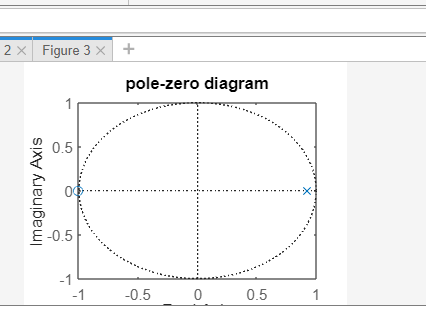 2 × Figure 3 × +
pole-zero diagram
Imaginary Axis
1
0.5
0
-0.5
-1
-1 -0.5 0 0.5 1